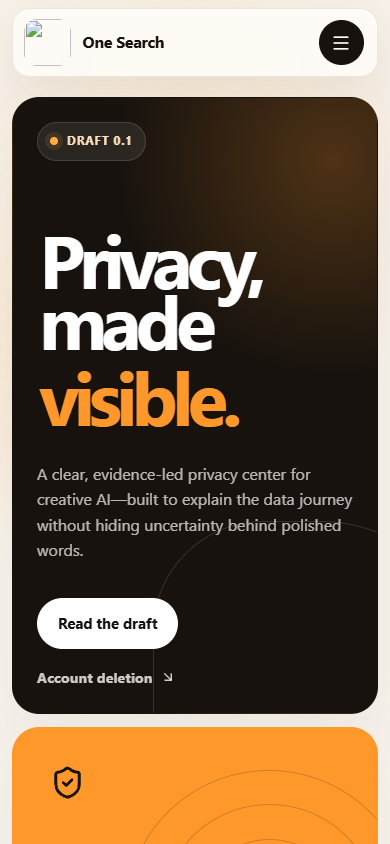 One Search
DRAFT 0.1
Privacy,
made
visible.
A clear, evidence-led privacy center for
creative AI—built to explain the data journey
without hiding uncertainty behind polished
words.
Read the draft
Account deletion